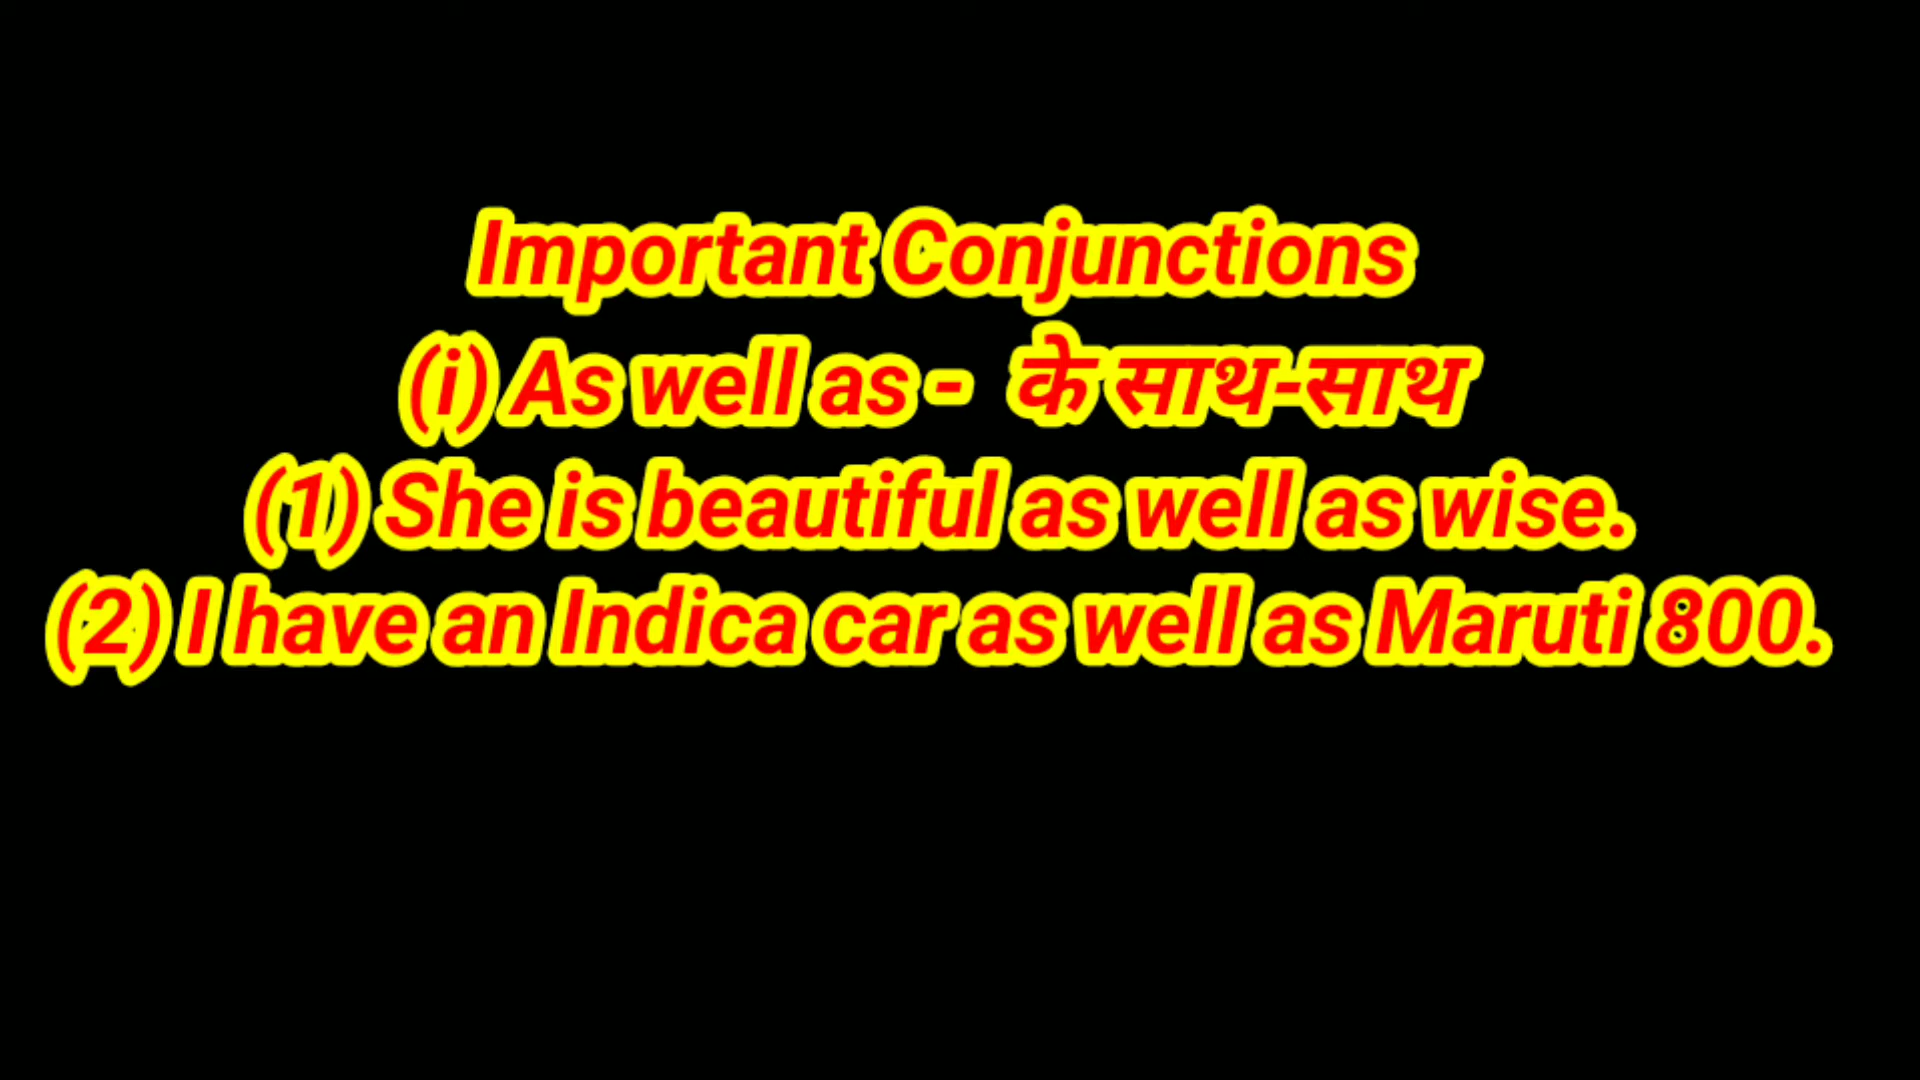 Important Conjunctions
(i) As well as - के साथ-साथ
(1) She is beautiful as well as wise.
(2) I have an Indica car as well as Maruti 800.